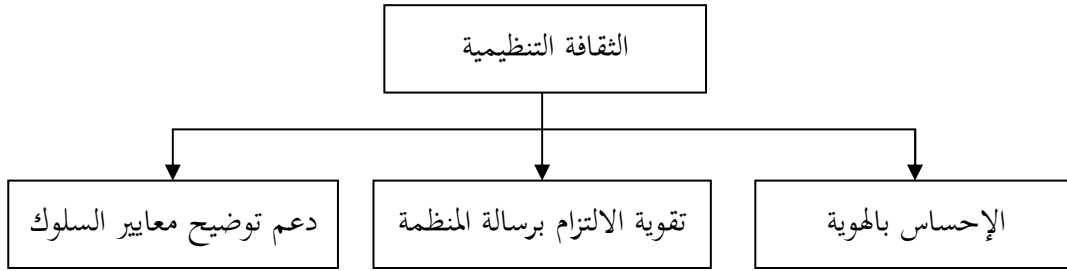 الثقافة التنظيمية
الإحساس بالهوية
تقوية الالتزام برسالة المنظمة
دعم توضيح معايير السلوك